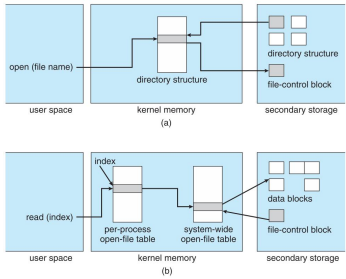 open (file name)
directory structure
directory structure
file-control block
user space
kernel memory
secondary storage
(a)
index
read (index)
per-process
open-file table
system-wide
open-file table
data blocks
file-control block
user space
kernel memory
secondary storage
(b)